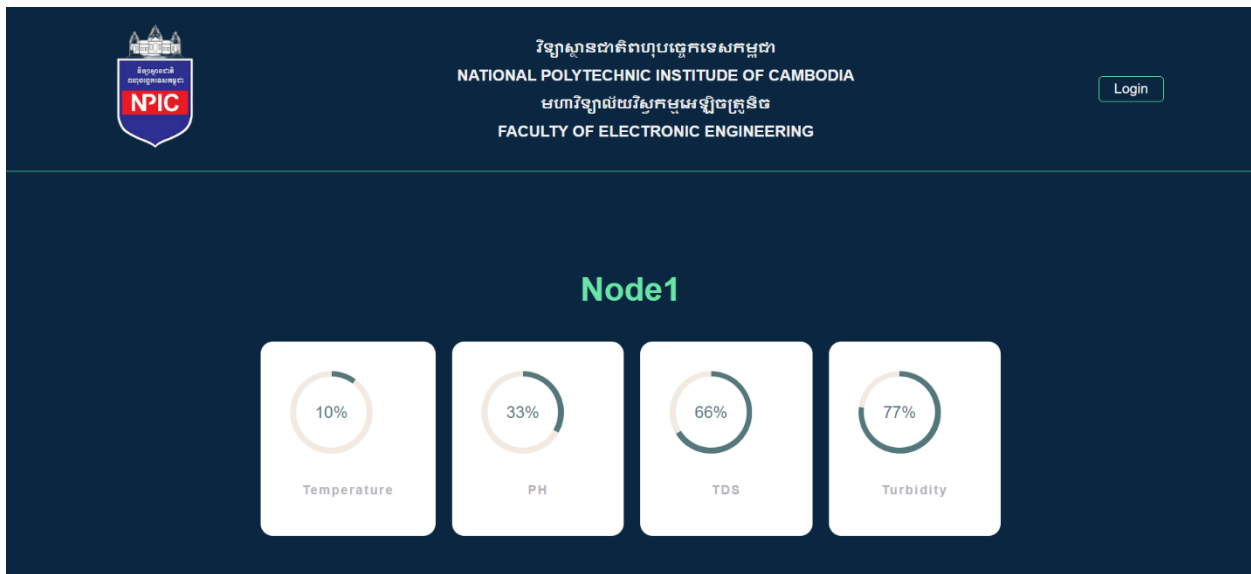 វិទ្យាស្ថានជាតិពហុបច្ចេកទេសកម្ពុជា
NATIONAL POLYTECHNIC INSTITUDE OF CAMBODIA
មហាវិទ្យាល័យវិស្វកម្មអេឡិចត្រូនិច
FACULTY OF ELECTRONIC ENGINEERING
NPIC
Login
Node1
10%
33%
66%
77%
Temperature
PH
TDS
Turbidity